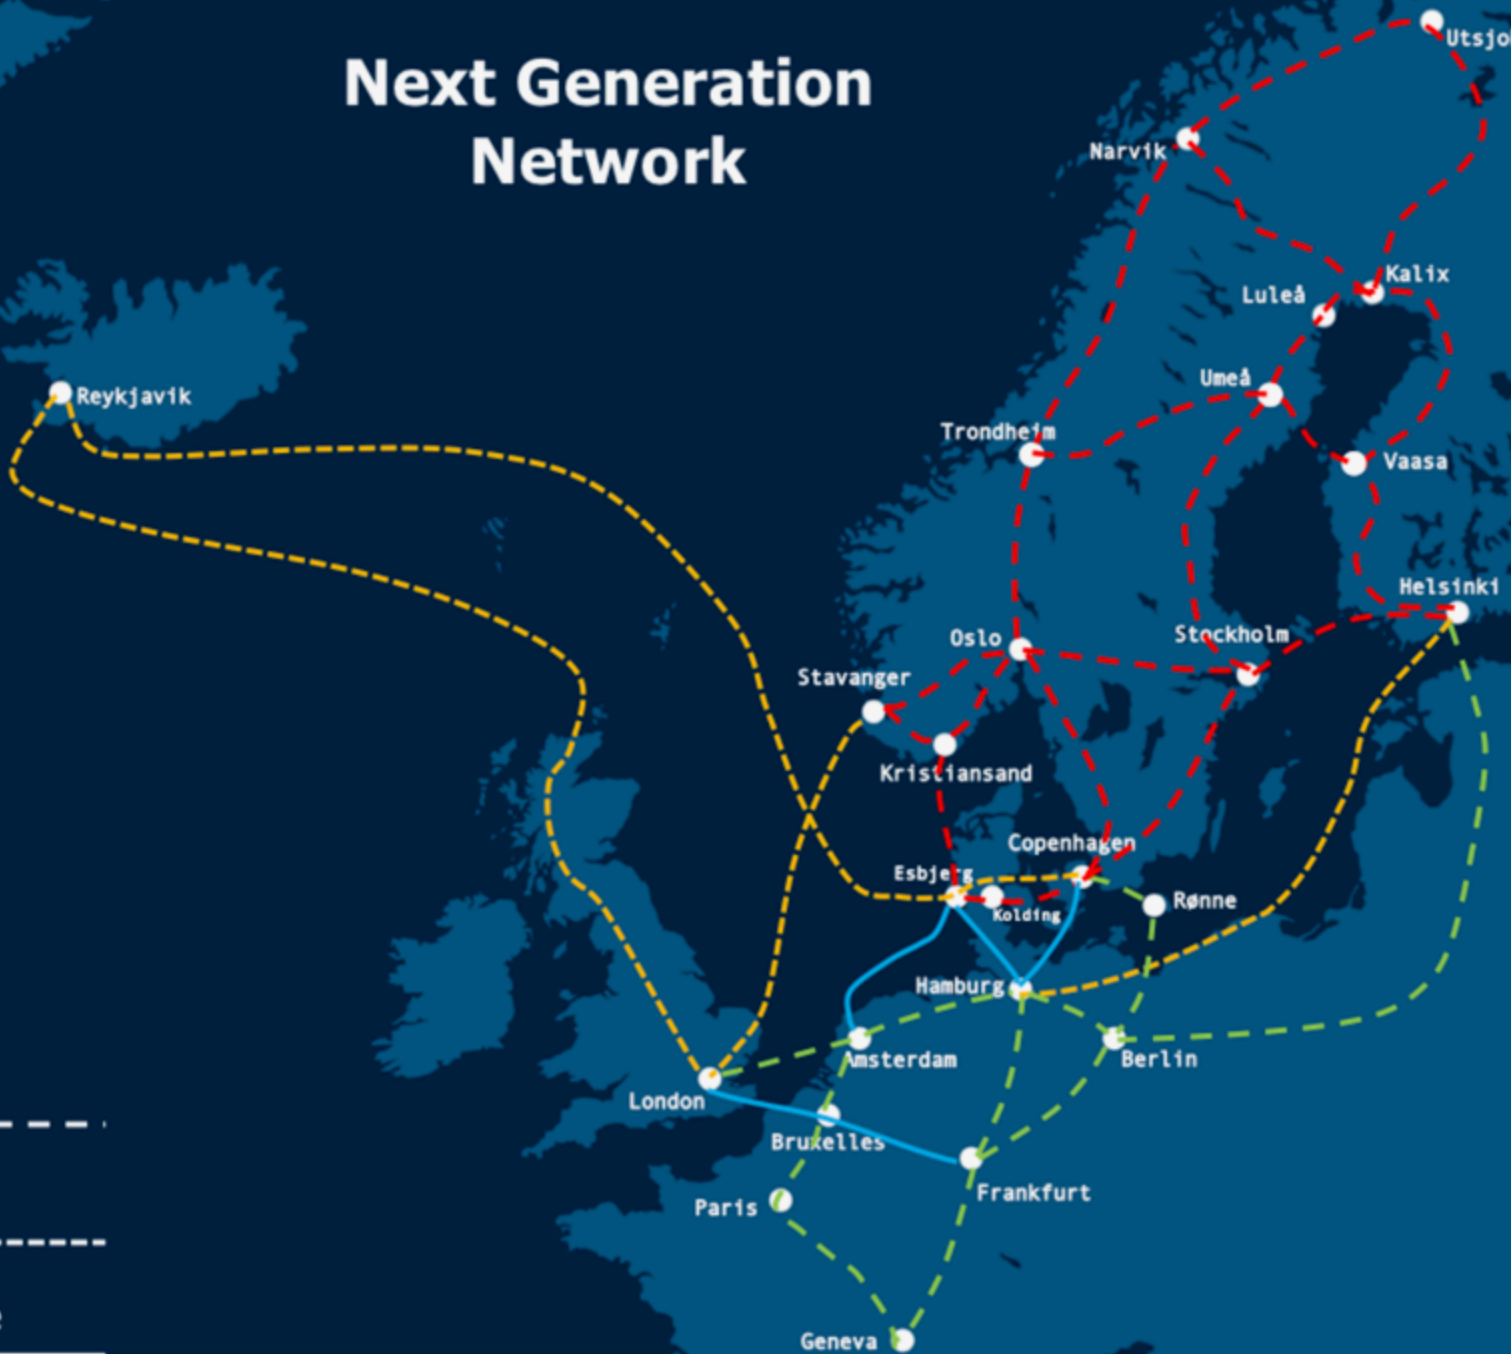 Next Generation
Network
Utsjo
Narvik
Kalix
Luleå
Umeå
Reykjavik
Trondheim
Vaasa
Helsinki
Oslo
Stockholm
Stavanger
Kristiansand
Copenhagen
Esbjerg
Rønne
Kolding
Hamburg
Amsterdam
Berlin
London
Bruxelles
Frankfurt
Paris
Geneva